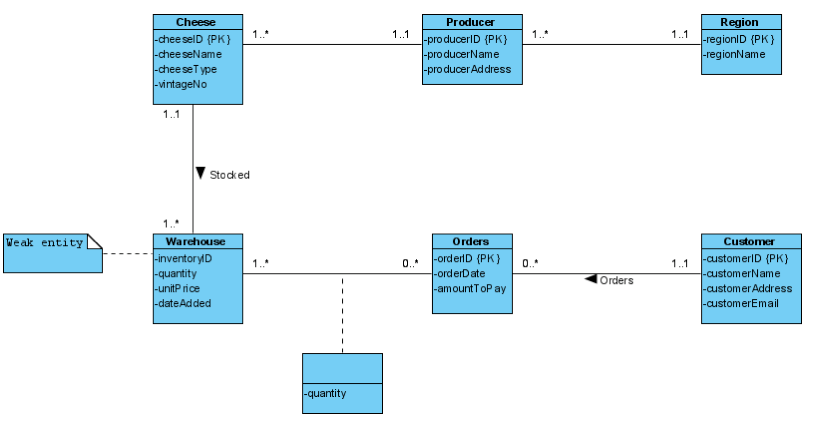 Cheese
-cheeseID {PK}
-cheeseName
-cheeseType
-vintageNo
1..*
1..1
Producer
-producerID {PK}
-producerName
-producerAddress
1..*
1..1
Region
-regionID {PK}
-regionName
1..1
Stocked
1..*
Weak entity
Warehouse
-inventoryID
-quantity
-unitPrice
-dateAdded
1..*
0..*
Orders
-orderID {PK}
-orderDate
-amountToPay
0..*
Orders
1..1
Customer
-customerID {PK}
-customerName
-customerAddress
-customerEmail
-quantity